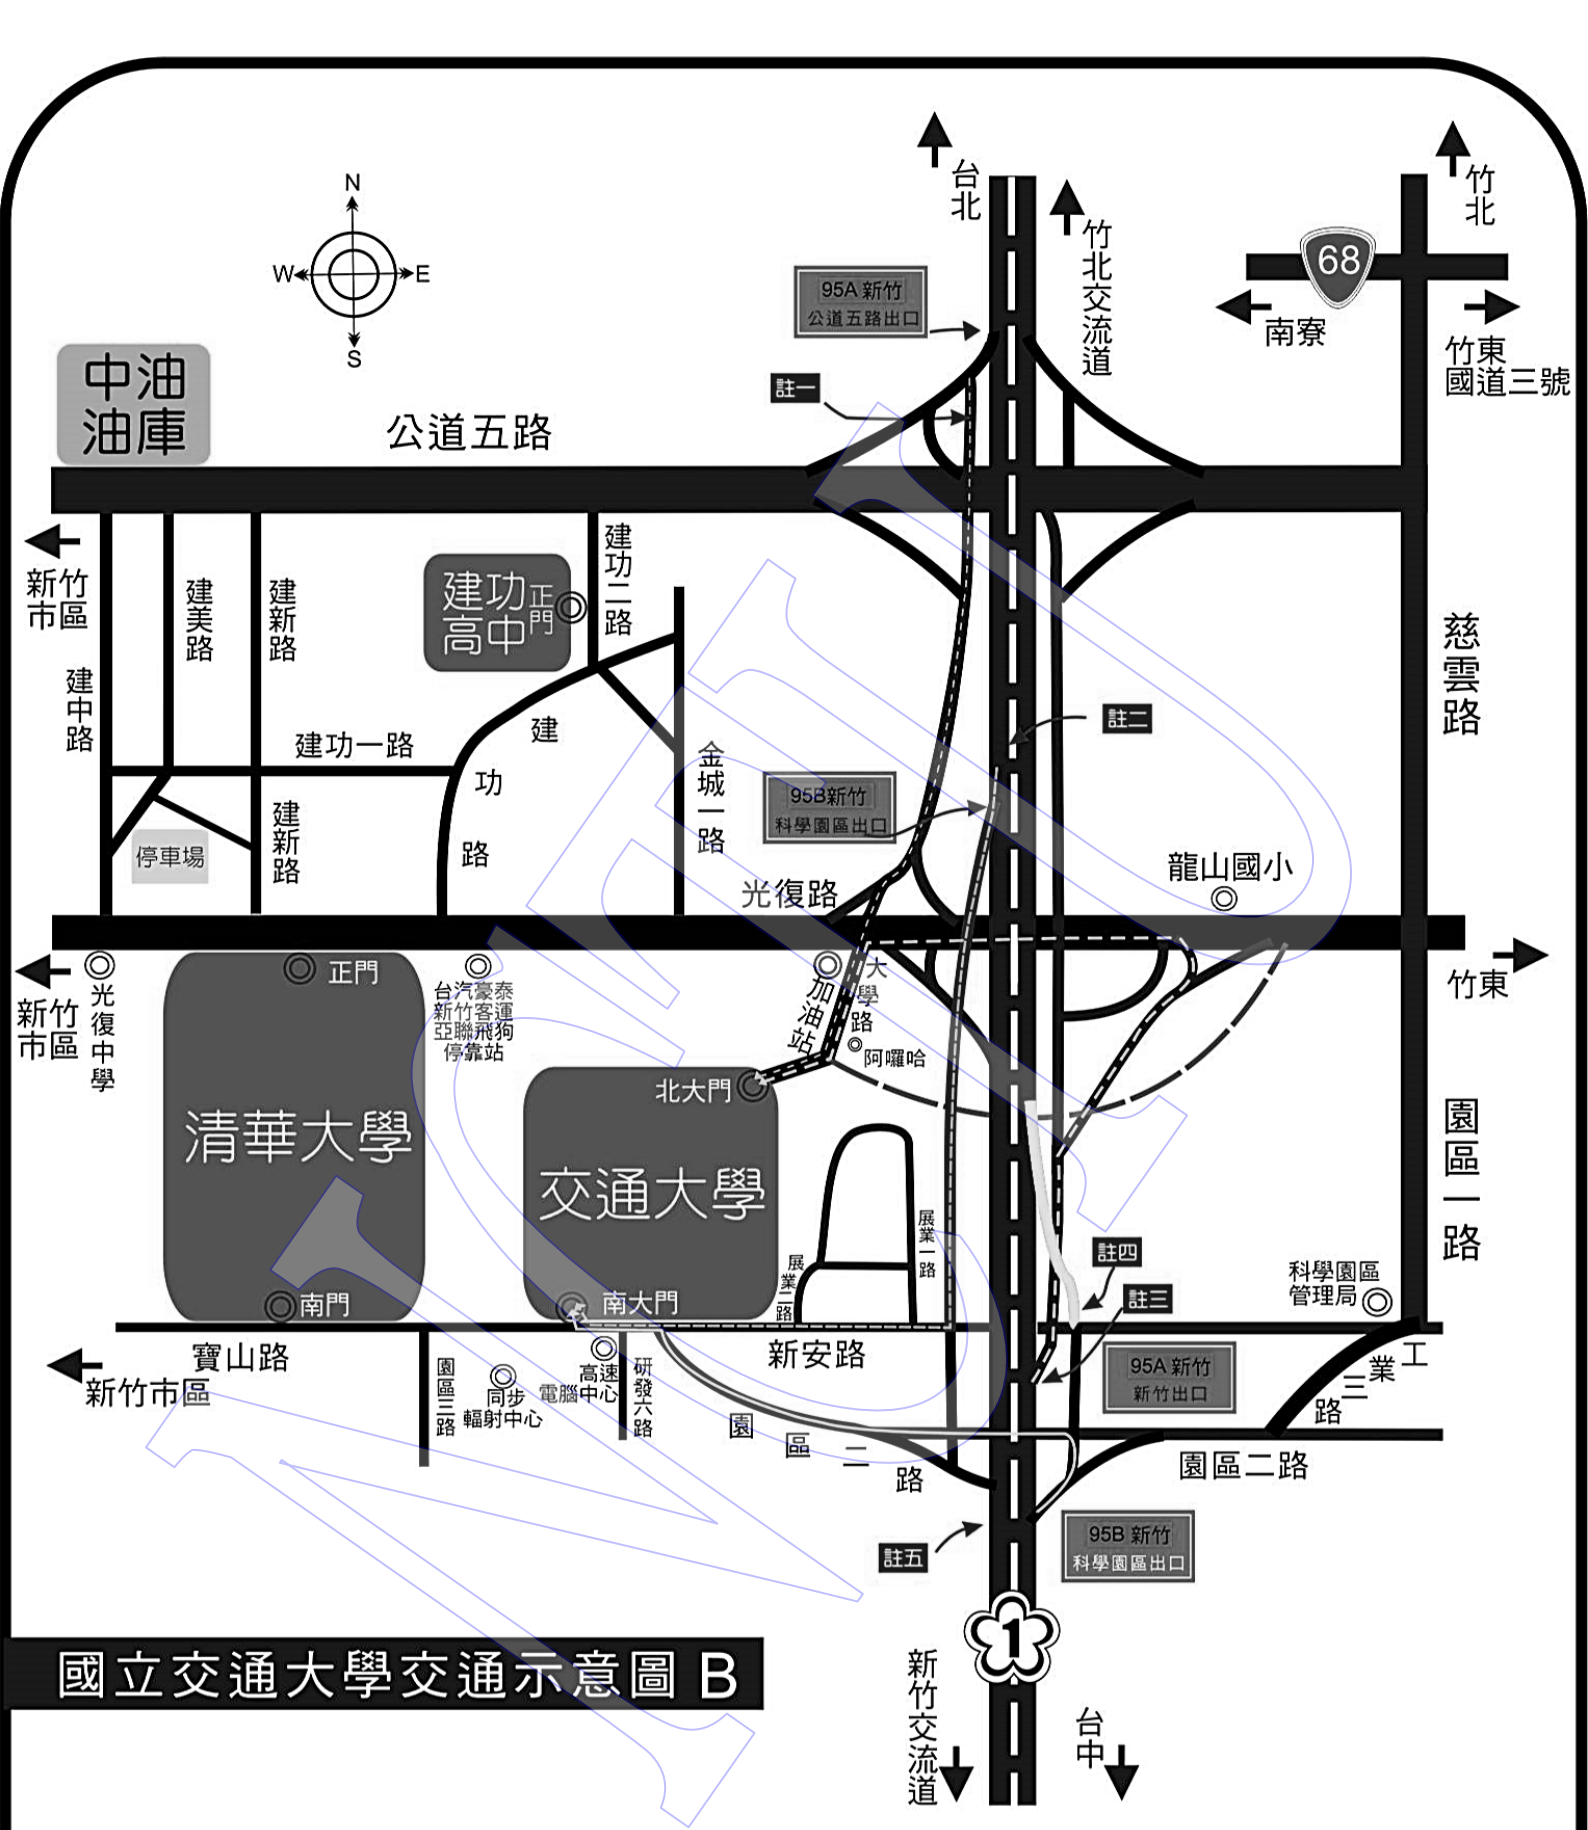 台北
竹北
N
W
E
S
竹北交流道
68
南寮
竹東
國道三號
95A 新竹
公道五路出口
註一
中油
油庫
公道五路
新竹
市區
建中路
建美路
建新路
建功
高中
正門
建功二路
建功一路
建功路
金城一路
停車場
建新路
註二
95B新竹
科學園區出口
慈雲路
光復路
龍山國小
新竹
市區
光復中學
正門
台汽豪泰
新竹客運
亞聯飛狗
停靠站
加油站
大學路
阿囉哈
竹東
清華大學
北大門
交通大學
園區一路
展業一路
展業二路
註四
註三
科學園區
管理局
南門
南大門
寶山路
新竹市區
園區三路
同步
輻射中心
高速
電腦中心
研發六路
新安路
95A 新竹
新竹出口
工業三路
園區二路
園區二路
註五
95B 新竹
科學園區出口
1
國立交通大學交通示意圖 B
新竹交流道
台中